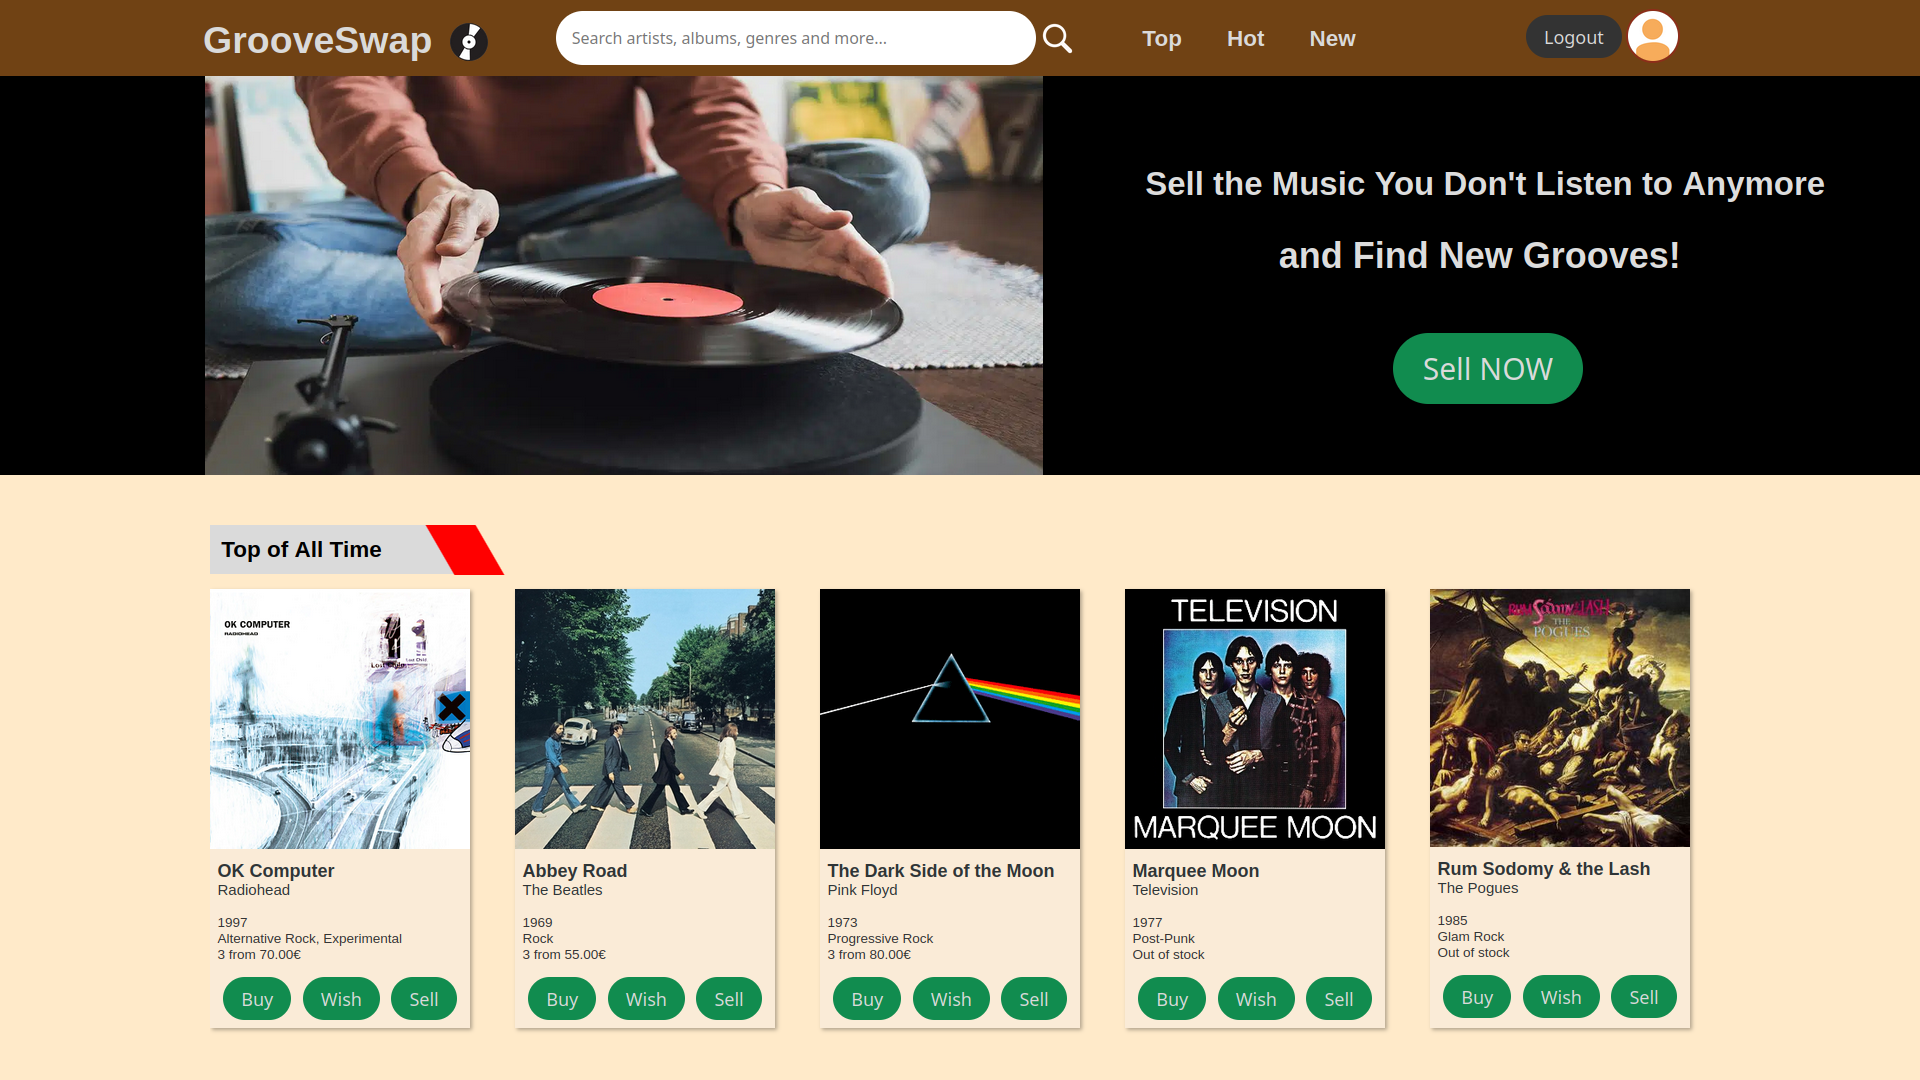 GrooveSwap
Search artists, albums, genres and more...
Top
Hot
New
Logout
Sell the Music You Don't Listen to Anymore
and Find New Grooves!
Sell NOW
Top of All Time
OK COMPUTER
RADIOHEAD
Lost Child
TELEVISION
MARQUEE MOON
RUM SODOMY & THE LASH
THE
POGUES
OK Computer
Radiohead
1997
Alternative Rock, Experimental
3 from 70.00€
Buy
Wish
Sell
Abbey Road
The Beatles
1969
Rock
3 from 55.00€
Buy
Wish
Sell
The Dark Side of the Moon
Pink Floyd
1973
Progressive Rock
3 from 80.00€
Buy
Wish
Sell
Marquee Moon
Television
1977
Post-Punk
Out of stock
Buy
Wish
Sell
Rum Sodomy & the Lash
The Pogues
1985
Glam Rock
Out of stock
Buy
Wish
Sell